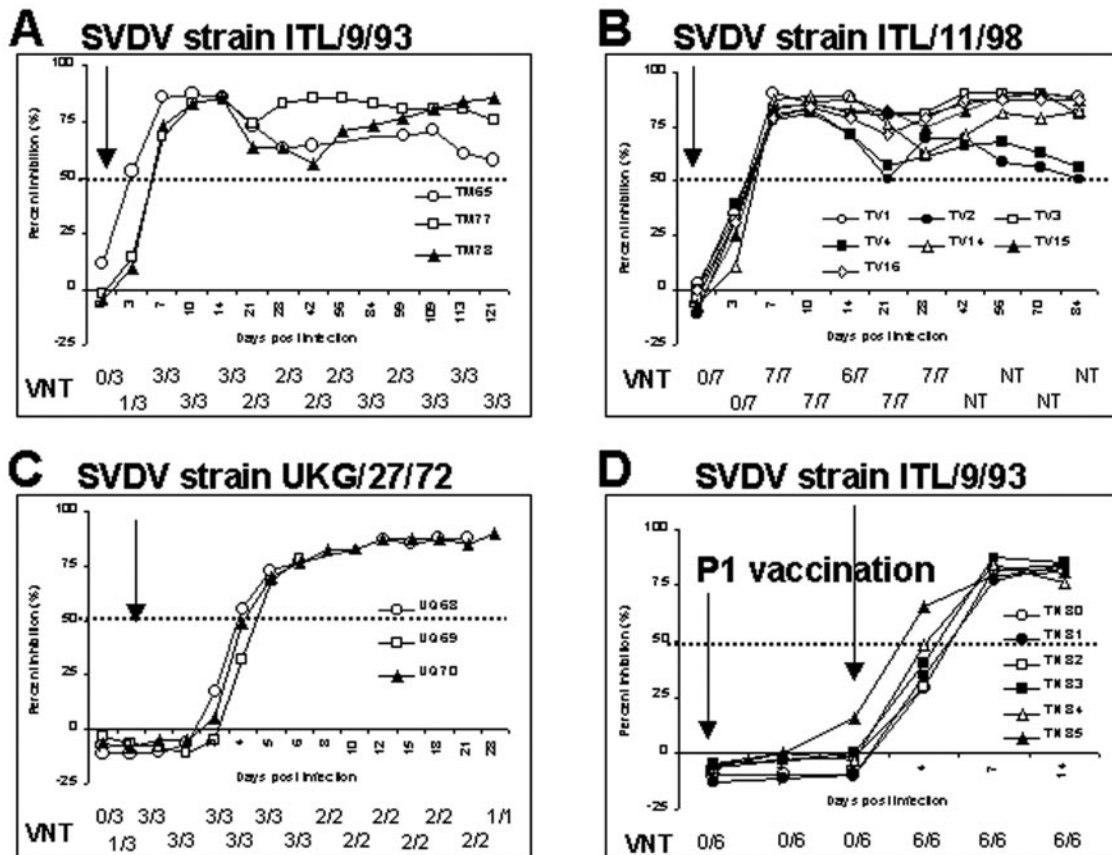 A SVDV strain ITL/9/93
Percent Inhibition (%)
100
75
50
25
0
-25
TM65
TM77
TM78
3 7 10 14 21 28 42 56 84 99 109 113 121
Days post infection
VNT
0/3 3/3 3/3 2/3 2/3 2/3 3/3
1/3 3/3 2/3 2/3 3/3 3/3 3/3
B SVDV strain ITL/11/98
Percent Inhibition (%)
100
75
50
25
0
-25
TV1 TV2 TV3
TV4 TV14 TV15
TV16
3 7 10 14 21 28 42 56 70 84
Days post infection
VNT
0/7 7/7 6/7 7/7 NT NT
0/7 7/7 7/7 NT NT
C SVDV strain UKG/27/72
Percent Inhibition (%)
100
75
50
25
0
-25
UQ68
UQ69
UQ70
4 5 6 8 10 12 15 18 21 28
Days post infection
VNT
0/3 3/3 3/3 3/3 2/2 2/2 2/2 1/1
1/3 3/3 3/3 3/3 2/2 2/2 2/2
D SVDV strain ITL/9/93
Percent Inhibition (%)
100
75
50
25
0
-25
P1 vaccination
TN80
TN81
TN82
TN83
TN84
TN85
4 7 14
Days post infection
VNT
0/6 0/6 0/6 6/6 6/6 6/6